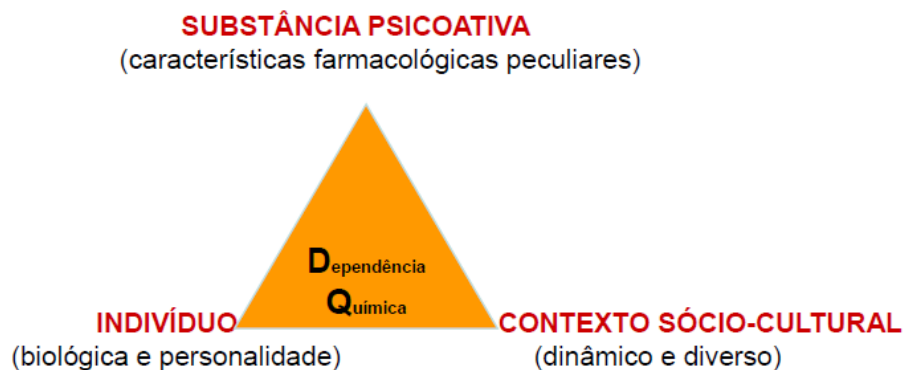 SUBSTÂNCIA PSICOATIVA
(características farmacológicas peculiares)
Dependência
Química
INDIVÍDUO
(biológica e personalidade)
CONTEXTO SÓCIO-CULTURAL
(dinâmico e diverso)